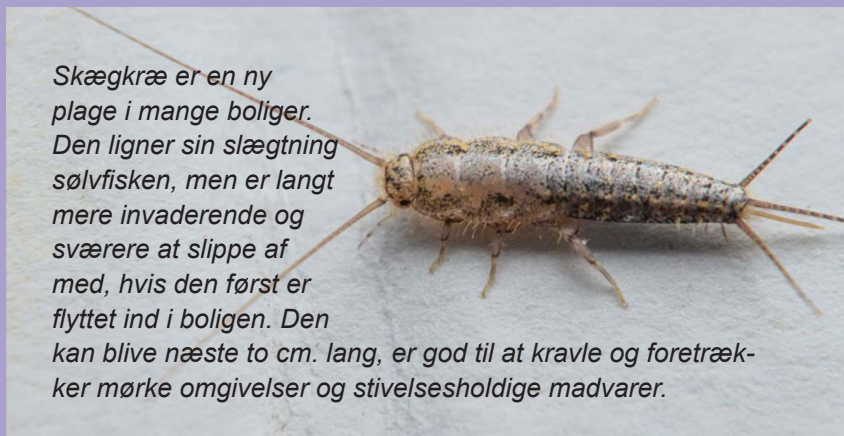 Skægkræ er en ny
plage i mange boliger.
Den ligner sin slægtning
sølvfisken, men er langt
mere invaderende og
sværere at slippe af
med, hvis den først er
flyttet ind i boligen. Den
kan blive næste to cm. lang, er god til at kravle og foretræk-
ker mørke omgivelser og stivelsesholdige madvarer.